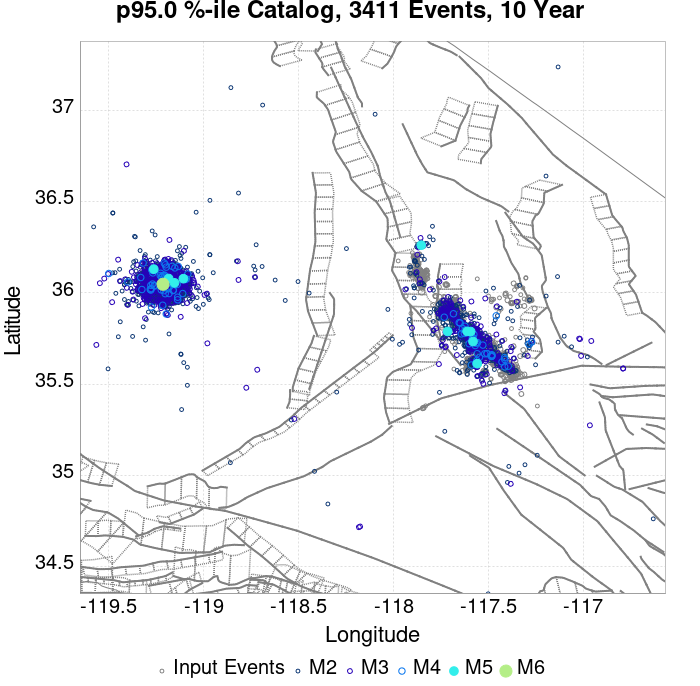 p95.0 %-ile Catalog, 3411 Events, 10 Year
37
36.5
36
35.5
35
34.5
Latitude
-119.5 -119 -118.5 -118 -117.5 -117
Longitude
Input Events M2 M3 M4 M5 M6